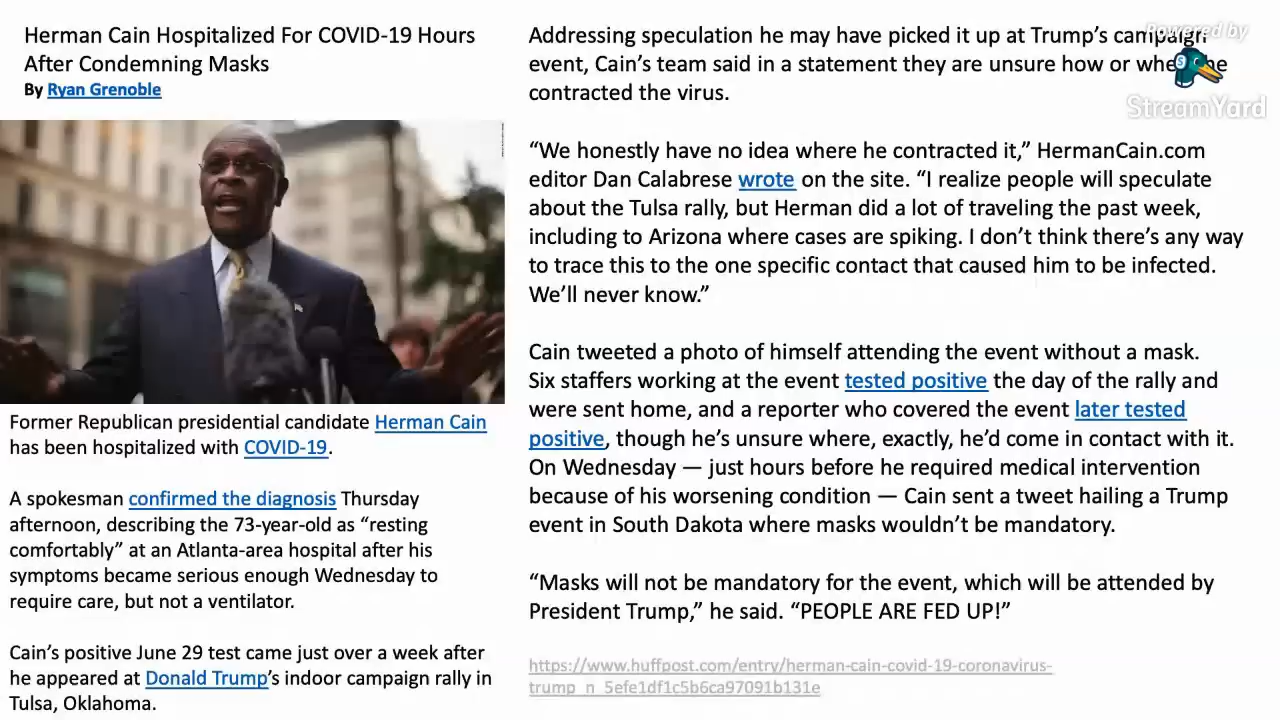 Herman Cain Hospitalized For COVID-19 Hours
After Condemning Masks
By Ryan Grenoble
Former Republican presidential candidate Herman Cain
has been hospitalized with COVID-19.
A spokesman confirmed the diagnosis Thursday
afternoon, describing the 73-year-old as “resting
comfortably” at an Atlanta-area hospital after his
symptoms became serious enough Wednesday to
require care, but not a ventilator.
Cain’s positive June 29 test came just over a week after
he appeared at Donald Trump’s indoor campaign rally in
Tulsa, Oklahoma.
Addressing speculation he may have picked it up at Trump’s campaign
event, Cain’s team said in a statement they are unsure how or where he
contracted the virus.
“We honestly have no idea where he contracted it,” HermanCain.com
editor Dan Calabrese wrote on the site. “I realize people will speculate
about the Tulsa rally, but Herman did a lot of traveling the past week,
including to Arizona where cases are spiking. I don’t think there’s any way
to trace this to the one specific contact that caused him to be infected.
We’ll never know.”
Cain tweeted a photo of himself attending the event without a mask.
Six staffers working at the event tested positive the day of the rally and
were sent home, and a reporter who covered the event later tested
positive, though he’s unsure where, exactly, he’d come in contact with it.
On Wednesday — just hours before he required medical intervention
because of his worsening condition — Cain sent a tweet hailing a Trump
event in South Dakota where masks wouldn’t be mandatory.
“Masks will not be mandatory for the event, which will be attended by
President Trump,” he said. “PEOPLE ARE FED UP!”
https://www.huffpost.com/entry/herman-cain-covid-19-coronavirus-
trump_n_5efe1df1c5b6ca97091b131e
Powered by
StreamYard